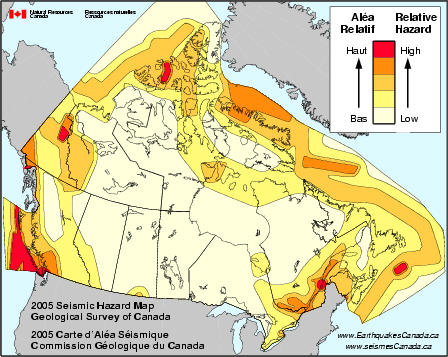 Natural Resources Ressources naturelles
Canada Canada
Aléa Relative
Relatif Hazard
Haut High
Bas Low
2005 Seismic Hazard Map
Geological Survey of Canada
2005 Carte d'Aléa Séismique
Commission Géologique du Canada
www.EarthquakesCanada.ca
www.seismesCanada.ca